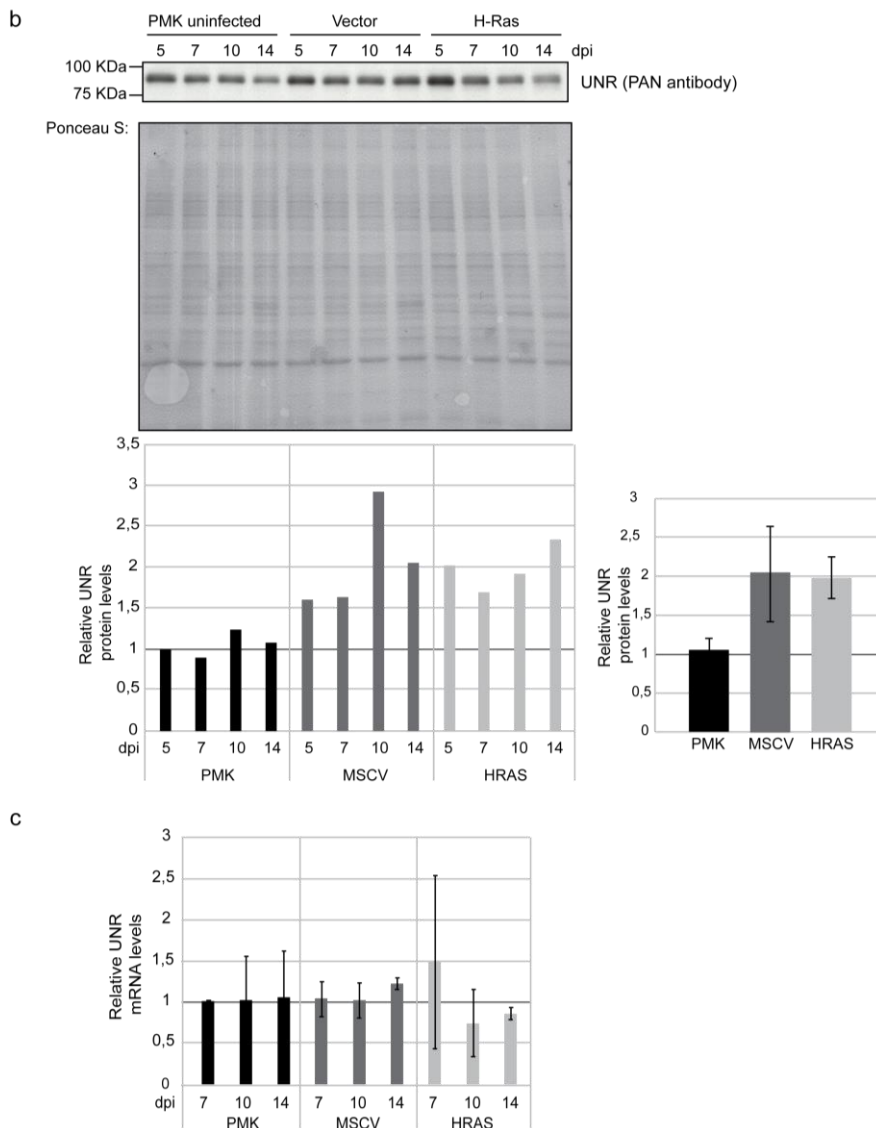 b
PMK uninfected Vector H-Ras
5 7 10 14 5 7 10 14 5 7 10 14 dpi
100 KDa
75 KDa
UNR (PAN antibody)
Ponceau S:
3,5
3
2,5
2
1,5
1
0,5
0
Relative UNR
protein levels
dpi 5 7 10 14 5 7 10 14 5 7 10 14
PMK MSCV HRAS
3
2,5
2
1,5
1
0,5
0
Relative UNR
protein levels
PMK MSCV HRAS
c
3
2,5
2
1,5
1
0,5
0
Relative UNR
mRNA levels
dpi 7 10 14 7 10 14 7 10 14
PMK MSCV HRAS